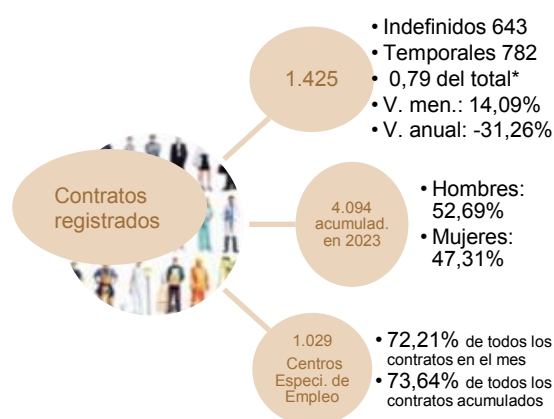 Contratos
registrados
1.425
• Indefinidos 643
• Temporales 782
• 0,79 del total*
• V. men.: 14,09%
• V. anual: -31,26%
4.094
acumulad.
en 2023
• Hombres:
52,69%
• Mujeres:
47,31%
1.029
Centros
Especi. de
Empleo
• 72,21% de todos los
contratos en el mes
• 73,64% de todos los
contratos acumulados